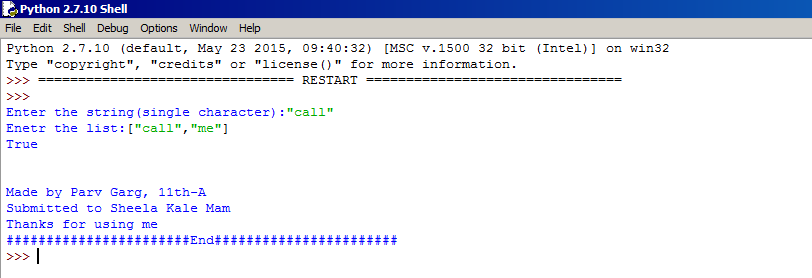 Python 2.7.10 Shell
File Edit Shell Debug Options Window Help
Python 2.7.10 (default, May 23 2015, 09:40:32) [MSC v.1500 32 bit (Intel)] on win32
Type "copyright", "credits" or "license()" for more information.
>>> ================================ RESTART ================================
>>>
Enter the string(single character):"call"
Enetr the list:["call","me"]
True
Made by Parv Garg, 11th-A
Submitted to Sheela Kale Mam
Thanks for using me
#######################End#######################
>>>